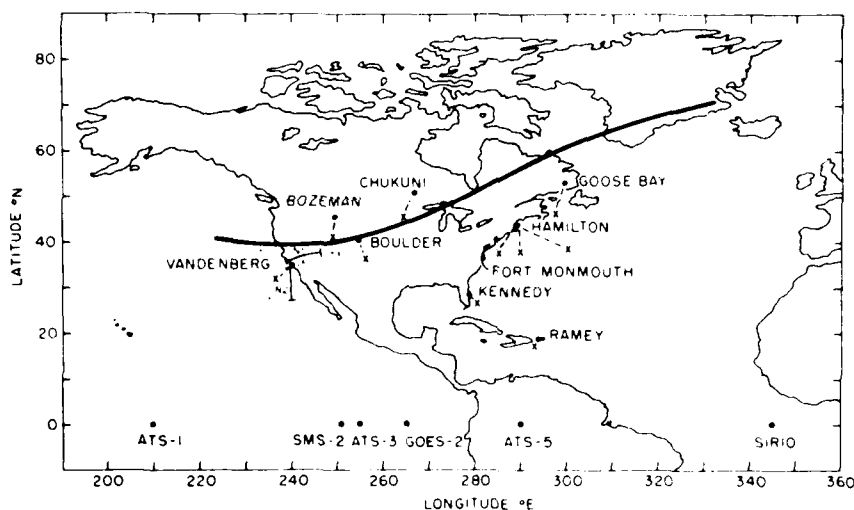 80
60
40
20
0
LATITUDE °N
CHUKUNI
GOOSE BAY
BOZEMAN
HAMILTON
BOULDER
VANDENBERG
FORT MONMOUTH
KENNEDY
RAMEY
ATS-1
SMS-2
ATS-3
GOES-2
ATS-5
SIRIO
200
220
240
260
280
300
320
340
360
LONGITUDE °E